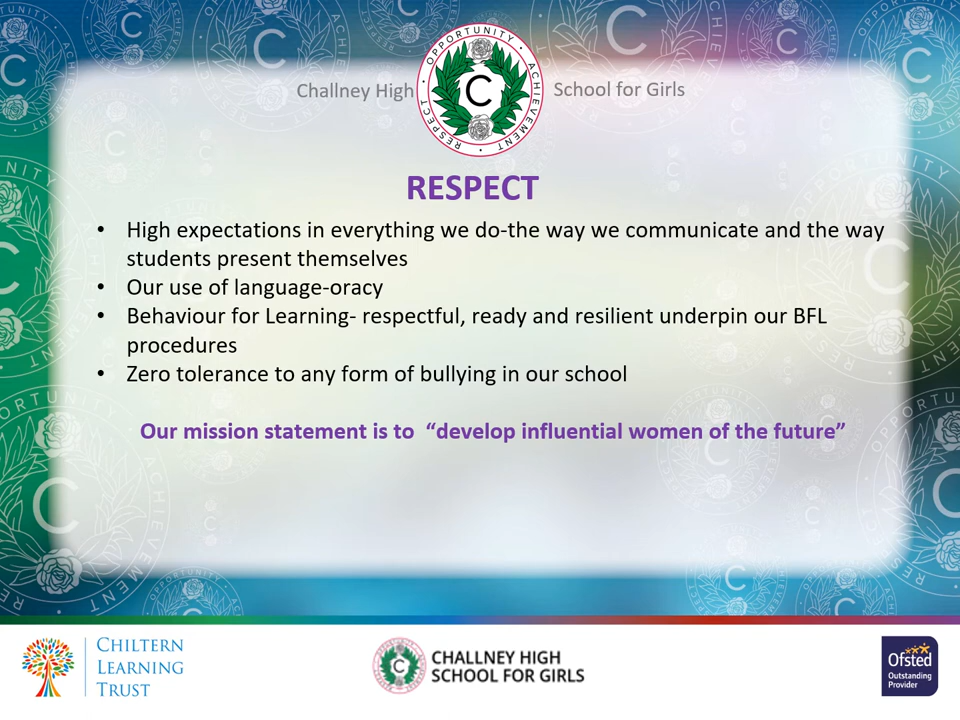 Challney High
School for Girls
OPPORTUNITY · ACHIEVEMENT · RESPECT ·
C
RESPECT
• High expectations in everything we do-the way we communicate and the way
students present themselves
• Our use of language-oracy
• Behaviour for Learning- respectful, ready and resilient underpin our BFL
procedures
• Zero tolerance to any form of bullying in our school
Our mission statement is to “develop influential women of the future”
CHILTERN
LEARNING
TRUST
C
CHALLNEY HIGH
SCHOOL FOR GIRLS
Ofsted
Outstanding
Provider